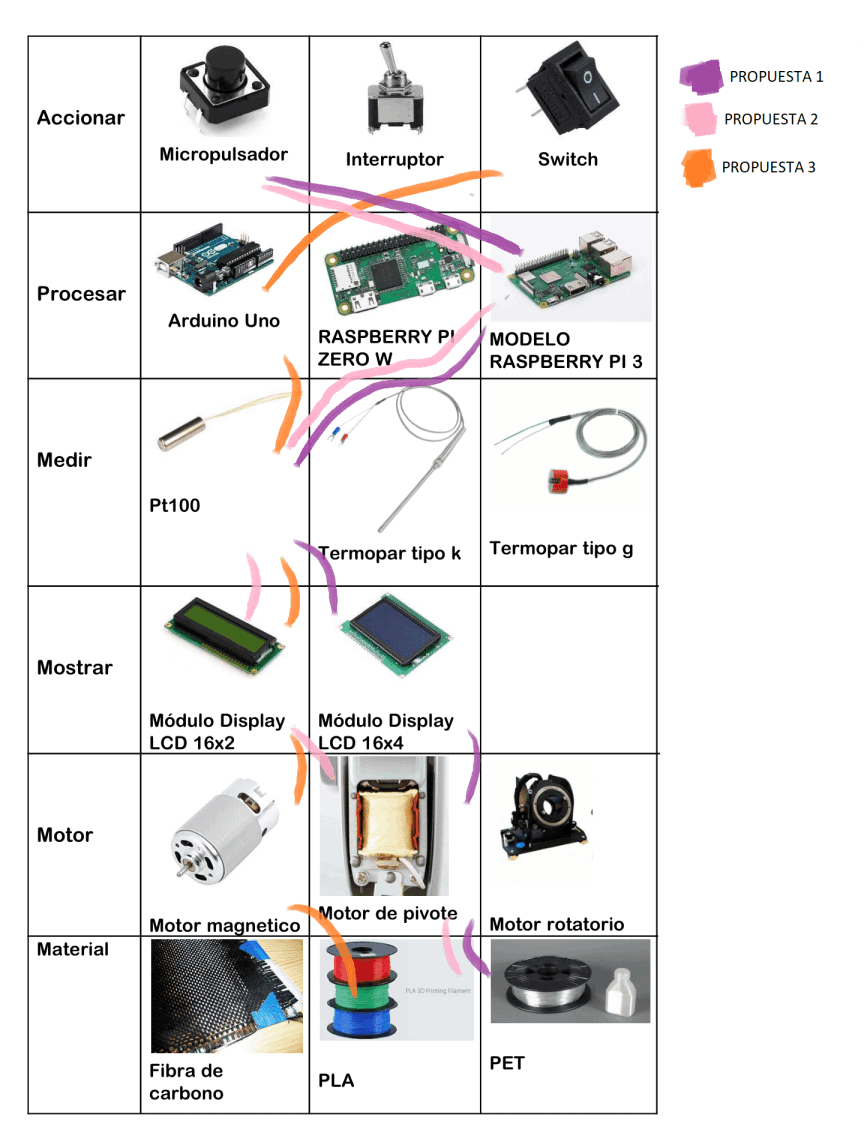 PROPUESTA 1
PROPUESTA 2
PROPUESTA 3
Accionar
Micropulsador
Interruptor
Switch
Procesar
Arduino Uno
RASPBERRY PI
ZERO W
MODELO
RASPBERRY PI 3
Medir
Pt100
Termopar tipo k
Termopar tipo g
Mostrar
Módulo Display
LCD 16x2
Módulo Display
LCD 16x4
Motor
Motor magnetico
Motor de pivote
Motor rotatorio
Material
Fibra de
carbono
PLA 3D Printing Filament
PLA
PET